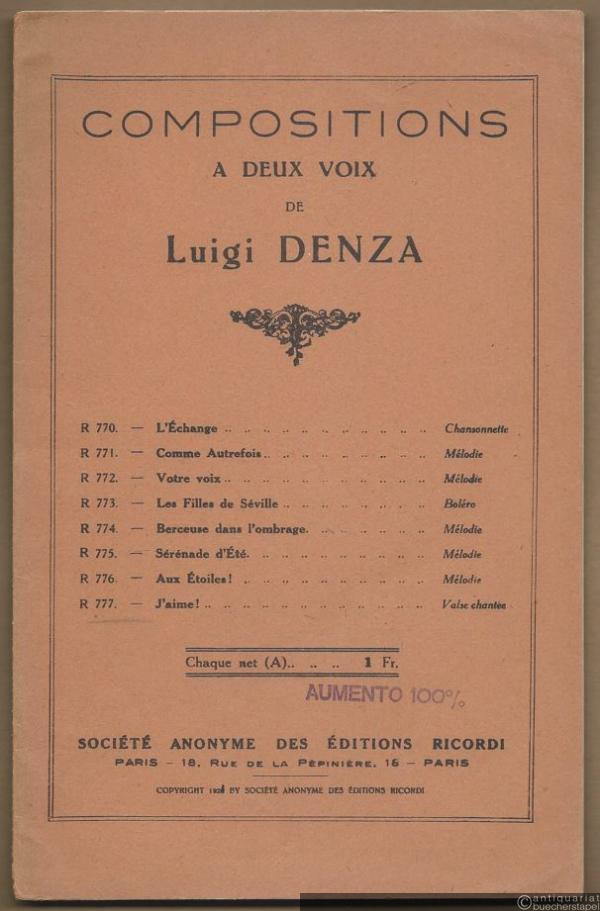 COMPOSITIONS
A DEUX VOIX
DE
Luigi DENZA
R 770. — L'Échange .. .. .. .. .. .. .. .. .. .. .. Chansonnette
R 771. — Comme Autrefois .. .. .. .. .. .. .. .. .. Mélodie
R 772. — Votre voix .. .. .. .. .. .. .. .. .. .. .. Mélodie
R 773. — Les Filles de Séville .. .. .. .. .. .. .. .. Boléro
R 774. — Berceuse dans l'ombrage. .. .. .. .. .. .. Mélodie
R 775. — Sérénade d'Été. .. .. .. .. .. .. .. .. .. Mélodie
R 776. — Aux Étoiles! .. .. .. .. .. .. .. .. .. .. Mélodie
R 777. — J'aime! .. .. .. .. .. .. .. .. .. .. .. .. Valse chantée
Chaque net (A).. .. .. 1 Fr.
AUMENTO 100%
SOCIÉTÉ ANONYME DES ÉDITIONS RICORDI
PARIS — 18, RUE DE LA PÉPINIÈRE, 18 — PARIS
COPYRIGHT BY SOCIÉTÉ ANONYME DES ÉDITIONS RICORDI
© antiquariat
buecherstapel